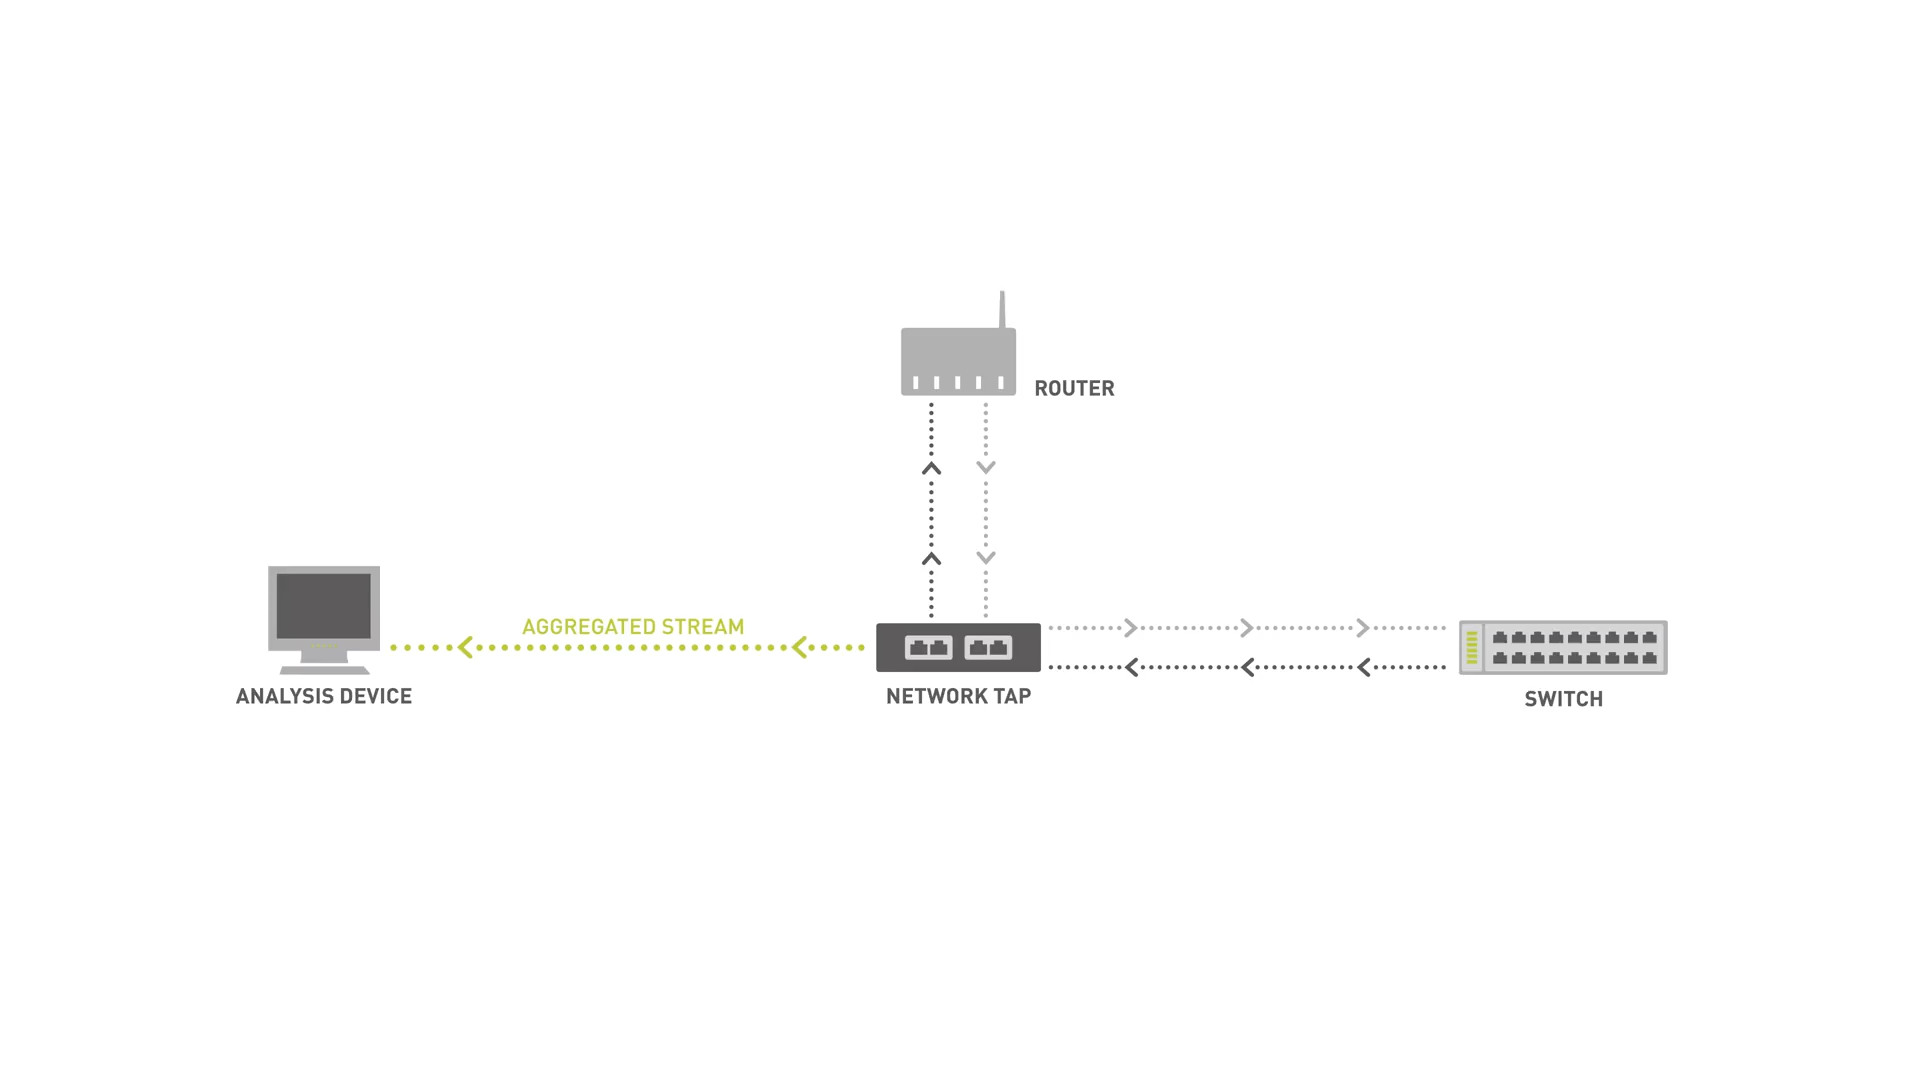 ROUTER
AGGREGATED STREAM
ANALYSIS DEVICE
NETWORK TAP
SWITCH